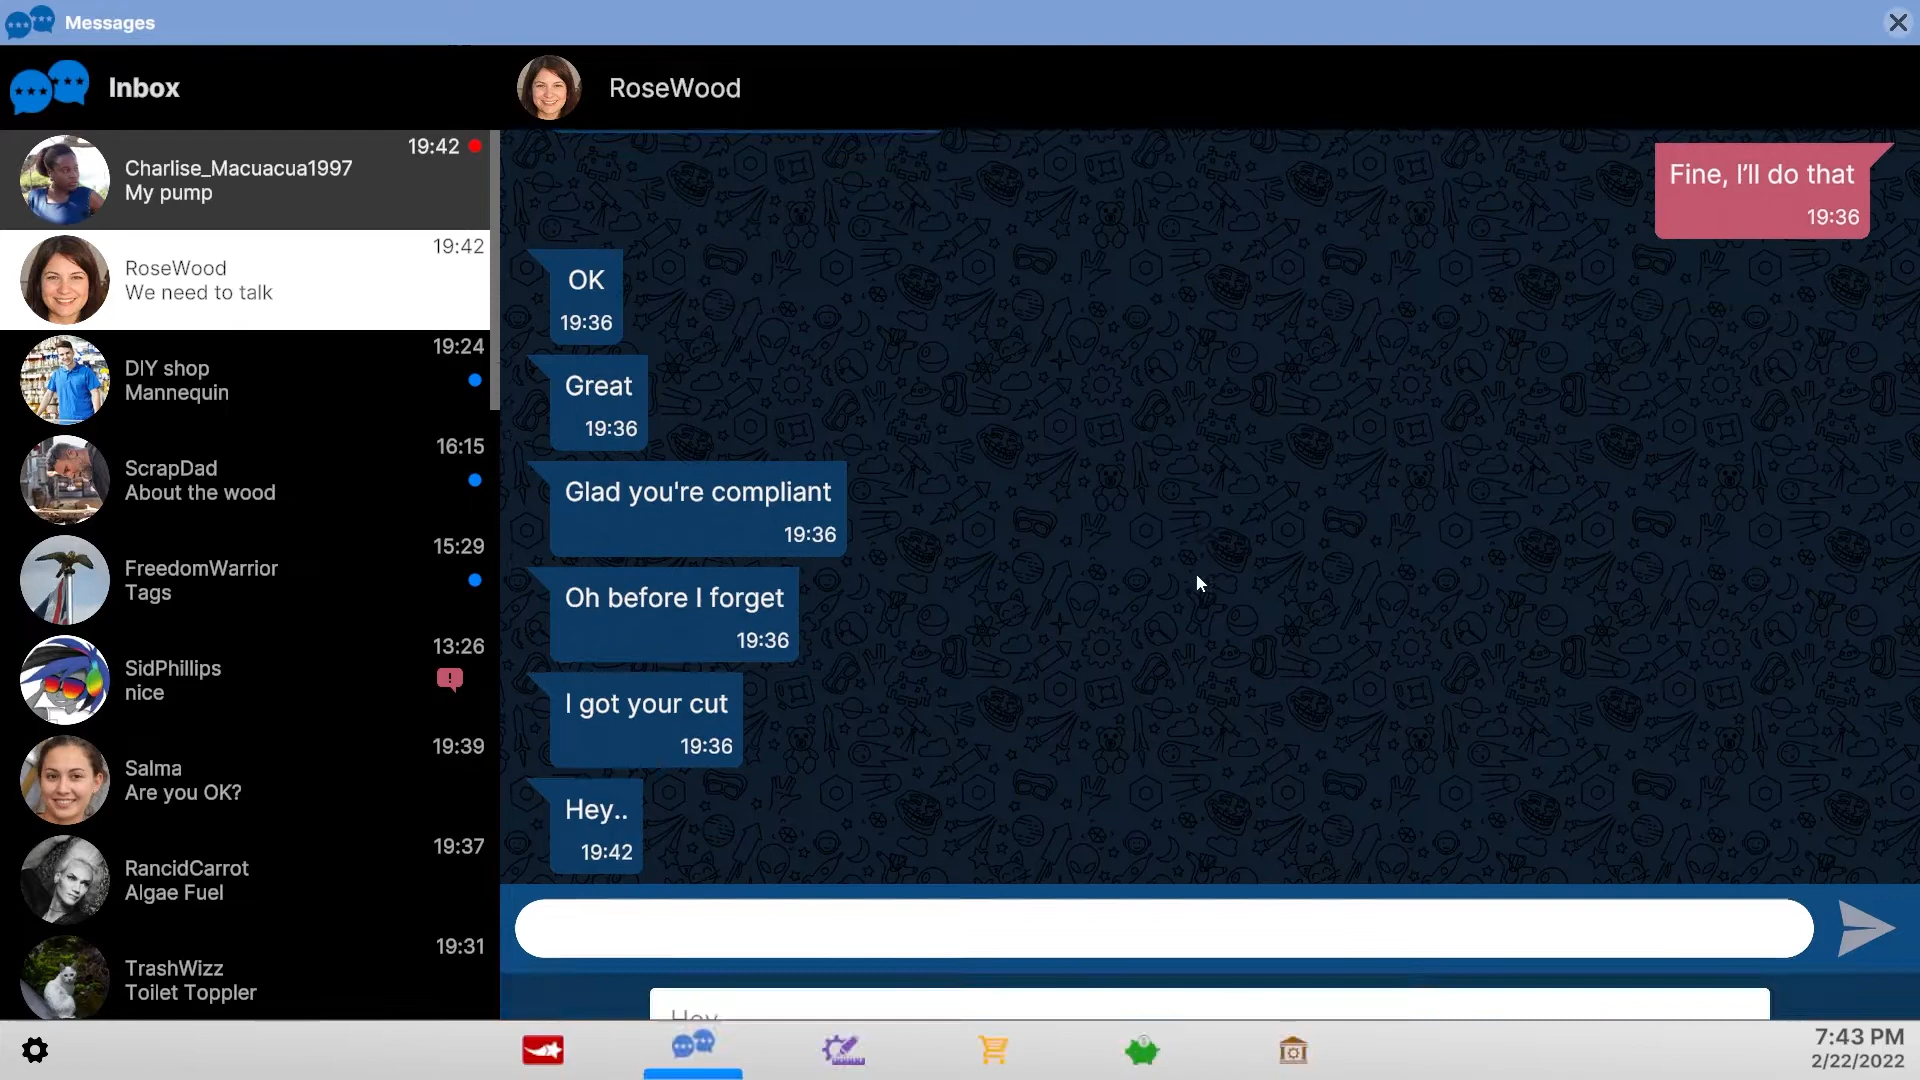 Messages
Inbox
RoseWood
Charlise_Macuacua1997
19:42
My pump
RoseWood
19:42
We need to talk
DIY shop
19:24
Mannequin
ScrapDad
16:15
About the wood
FreedomWarrior
15:29
Tags
SidPhillips
13:26
nice
Salma
19:39
Are you OK?
RancidCarrot
19:37
Algae Fuel
TrashWizz
19:31
Toilet Toppler
Fine, I'll do that
19:36
OK
19:36
Great
19:36
Glad you're compliant
19:36
Oh before I forget
19:36
I got your cut
19:36
Hey..
19:42
Hey
7:43 PM
2/22/2022